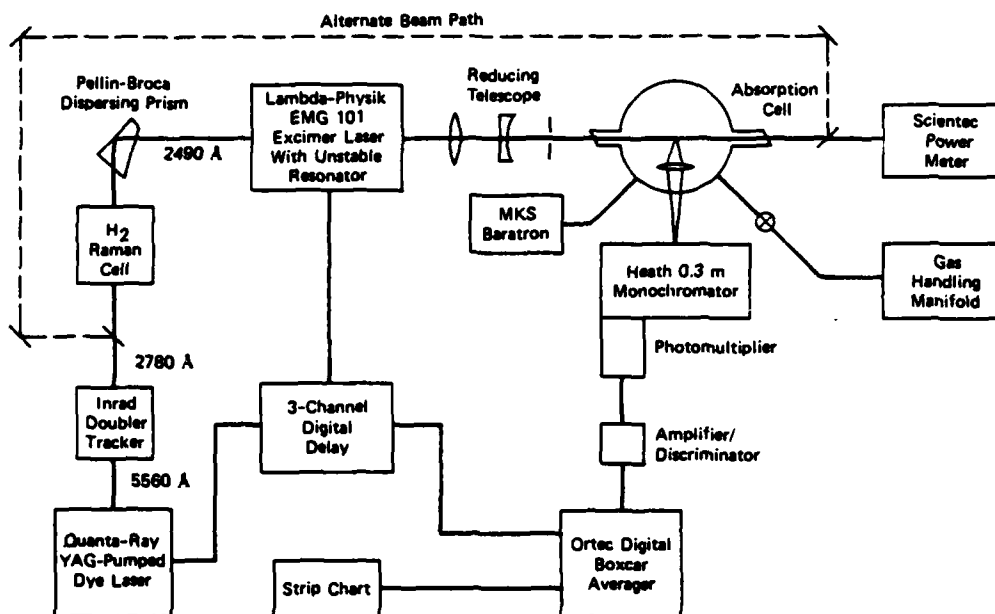 Alternate Beam Path
Pellin-Broca
Dispersing Prism
2490 Å
Lambda-Physik
EMG 101
Excimer Laser
With Unstable
Resonator
Reducing
Telescope
Absorption
Cell
Scientec
Power
Meter
H2
Raman
Cell
MKS
Baratron
Heath 0.3 m
Monochromator
Gas
Handling
Manifold
2780 Å
Photomultiplier
Inrad
Doubler
Tracker
3-Channel
Digital
Delay
Amplifier/
Discriminator
5560 Å
Quanta-Ray
YAG-Pumped
Dye Laser
Strip Chart
Ortec Digital
Boxcar
Averager